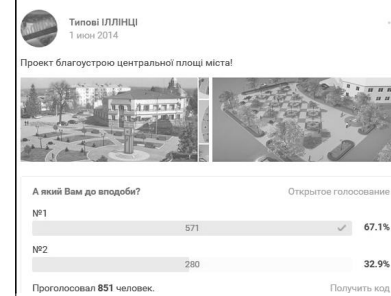 Типові ІЛЛІНЦІ
1 июн 2014
Проект благоустрою центральної площі міста!
А який Вам до вподоби?
Открытое голосование
№1
571
67.1%
№2
280
32.9%
Проголосовал 851 человек.
Получить код